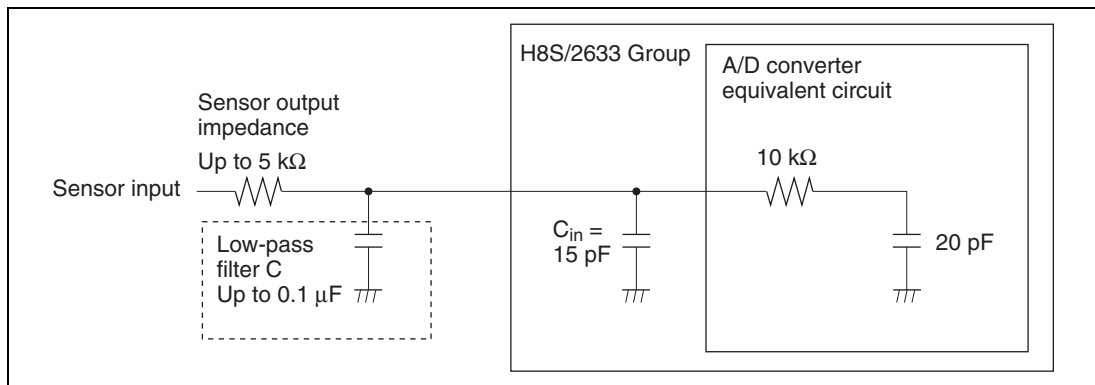 H8S/2633 Group
A/D converter
equivalent circuit
Sensor output
impedance
Up to 5 kΩ
10 kΩ
Sensor input
Low-pass
filter C
Up to 0.1 μF
Cin =
15 pF
20 pF